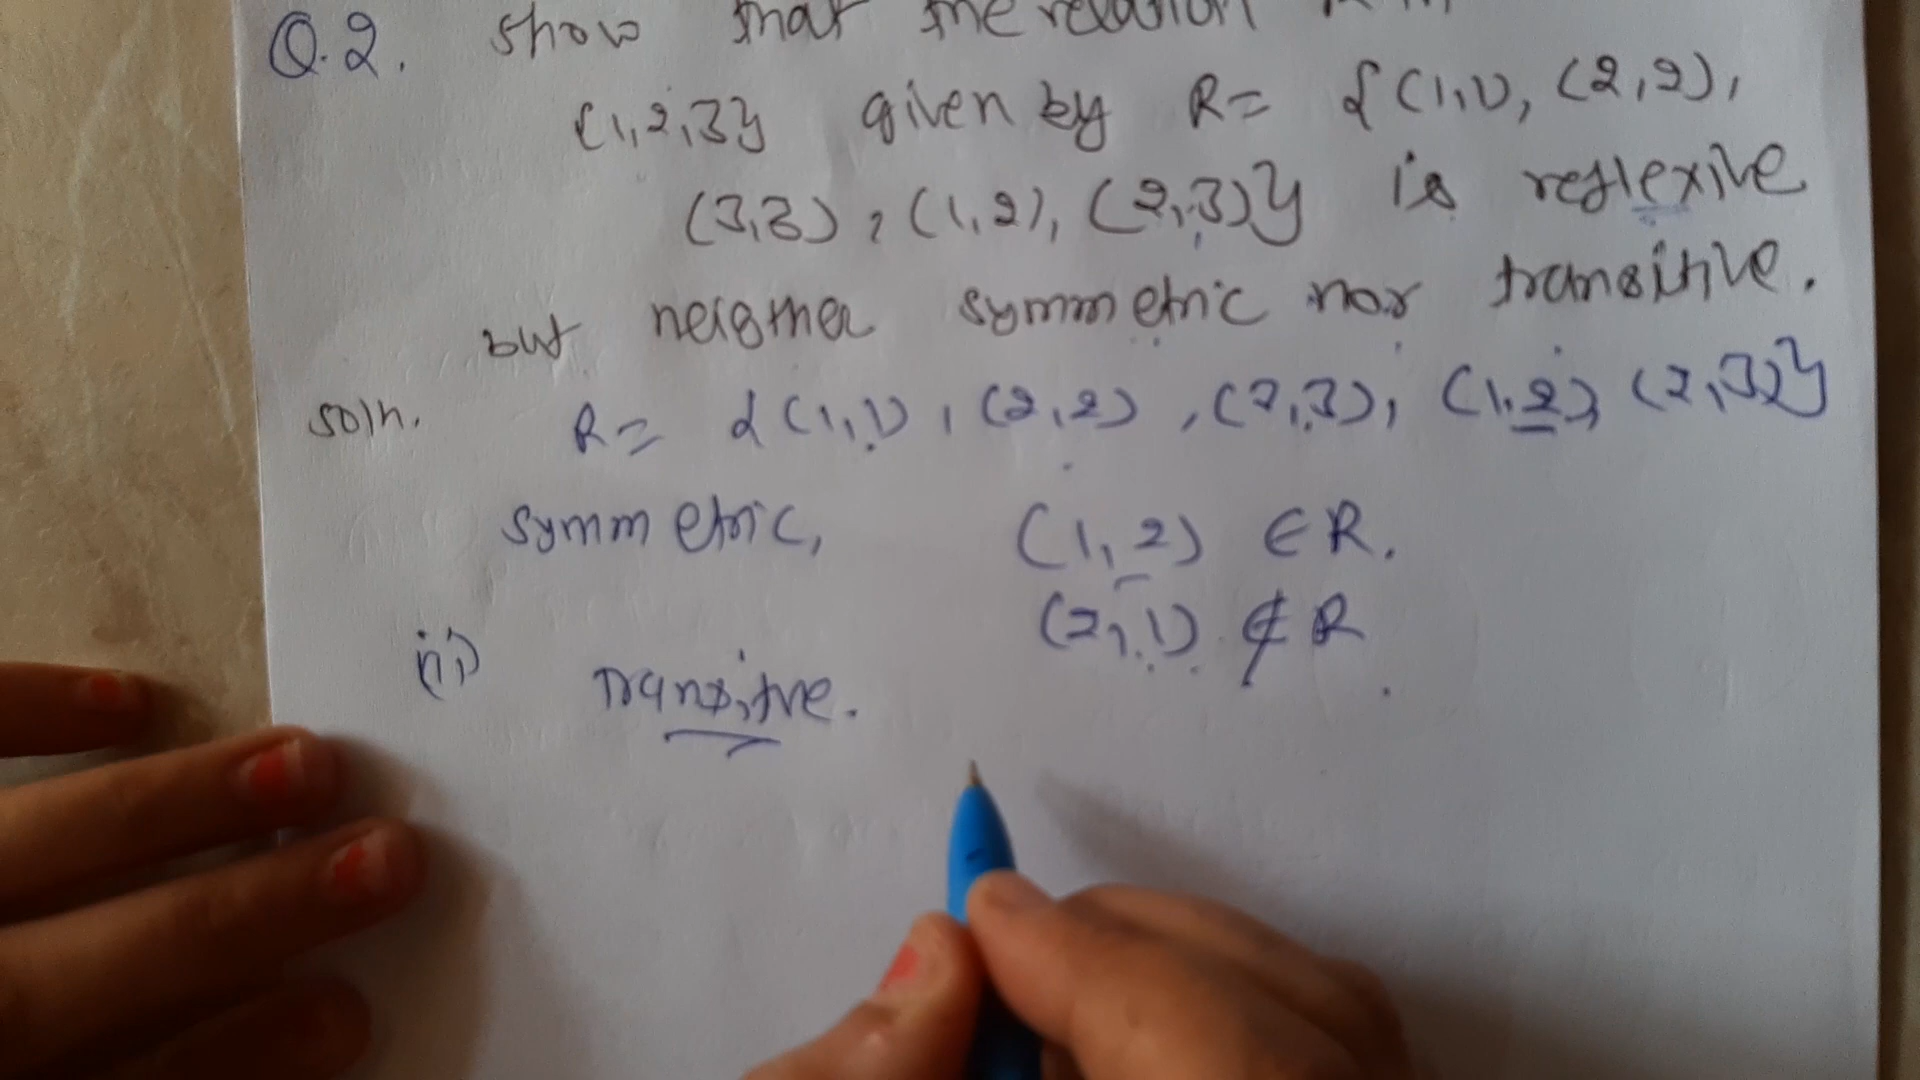 Q.2. Show that the relation R in
{1,2,3} given by R= {(1,1), (2,2),
(3,3), (1,2), (2,3)} is reflexive
but neither symmetric nor transitive.
soln. R= {(1,1), (2,2), (3,3), (1,2), (2,3)}
symmetric, (1,2) ∈ R.
(2,1) ∉ R
ii) Transitive.